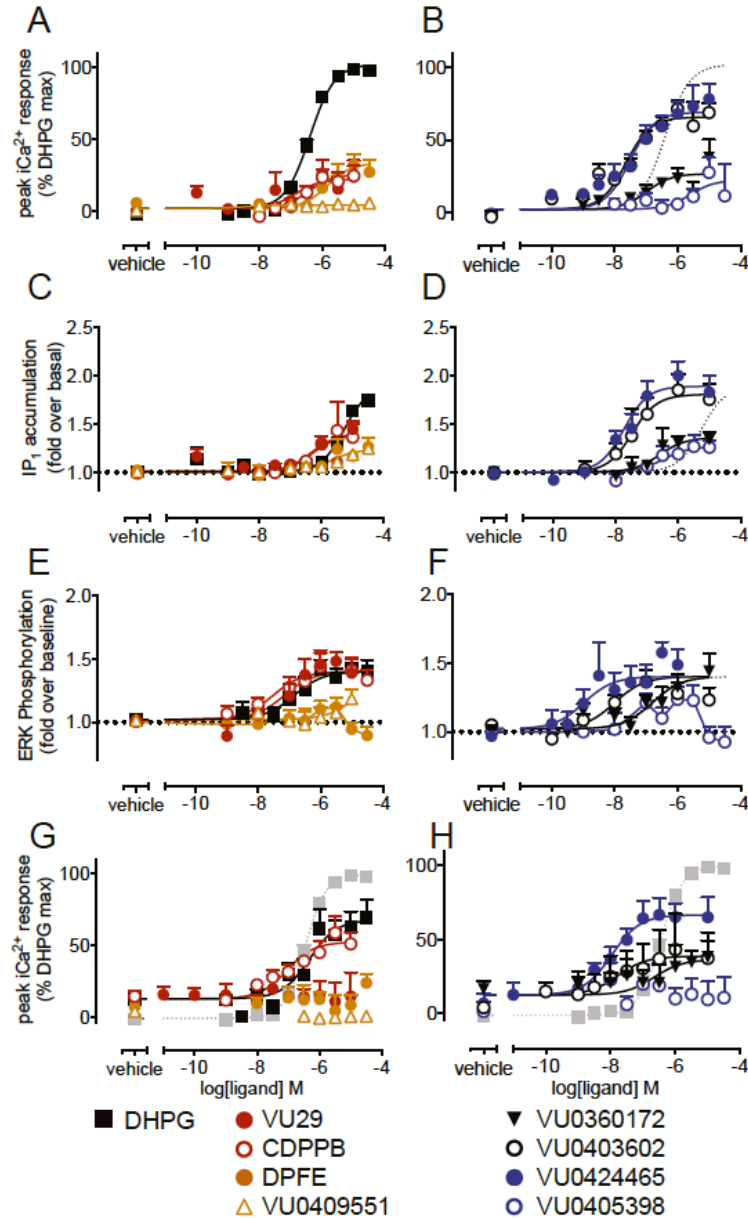 A
B
peak iCa2+ response
(% DHPG max)
100
50
0
100
50
0
vehicle
-10
-8
-6
-4
vehicle
-10
-8
-6
-4
C
D
IP1 accumulation
(fold over basal)
2.5
2.0
1.5
1.0
2.5
2.0
1.5
1.0
vehicle
-10
-8
-6
-4
vehicle
-10
-8
-6
-4
E
F
ERK Phosphorylation
(fold over baseline)
2.0
1.5
1.0
2.0
1.5
1.0
vehicle
-10
-8
-6
-4
vehicle
-10
-8
-6
-4
G
H
peak iCa2+ response
(% DHPG max)
100
50
0
100
50
0
vehicle
-10
-8
-6
-4
vehicle
-10
-8
-6
-4
log[ligand] M
log[ligand] M
DHPG
VU29
CDPPB
DPFE
VU0409551
VU0360172
VU0403602
VU0424465
VU0405398